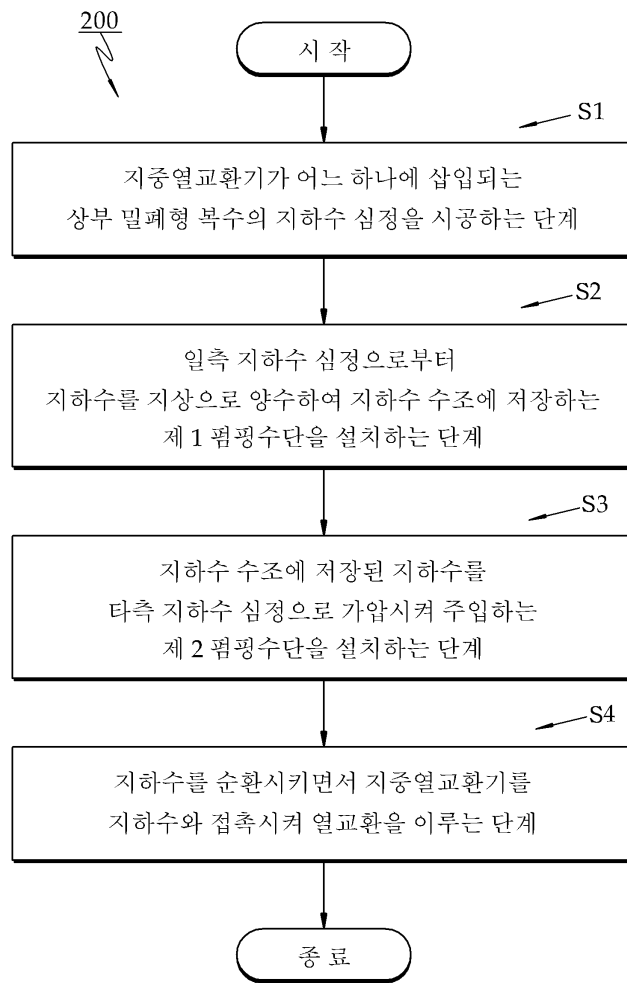 200
시 작
S1
지중열교환기가 어느 하나에 삽입되는
상부 밀폐형 복수의 지하수 심정을 시공하는 단계
S2
일측 지하수 심정으로부터
지하수를 지상으로 양수하여 지하수 수조에 저장하는
제 1 펌핑수단을 설치하는 단계
S3
지하수 수조에 저장된 지하수를
타측 지하수 심정으로 가압시켜 주입하는
제 2 펌핑수단을 설치하는 단계
S4
지하수를 순환시키면서 지중열교환기를
지하수와 접촉시켜 열교환을 이루는 단계
종 료